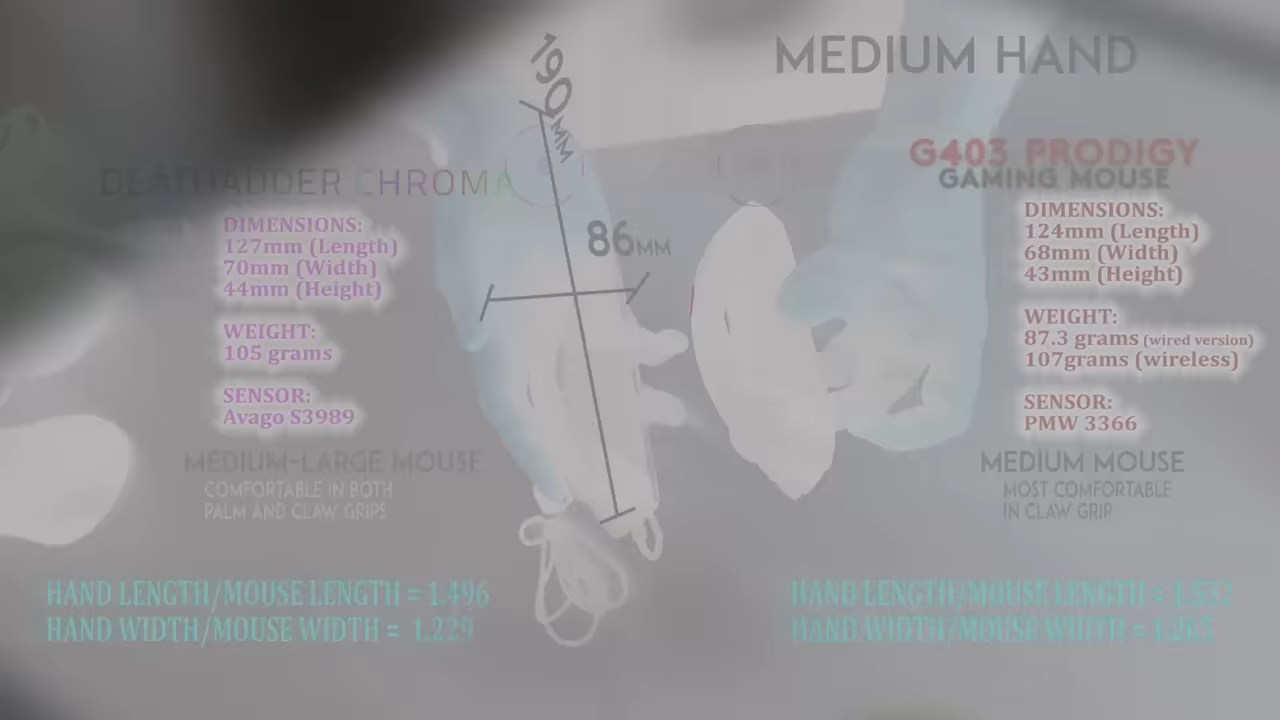 MEDIUM HAND
190MM
86MM
DEATHADDER CHROMA
DIMENSIONS:
127mm (Length)
70mm (Width)
44mm (Height)
WEIGHT:
105 grams
SENSOR:
Avago S3989
MEDIUM-LARGE MOUSE
COMFORTABLE IN BOTH
PALM AND CLAW GRIPS
HAND LENGTH/MOUSE LENGTH = 1.496
HAND WIDTH/MOUSE WIDTH = 1.229
G403 PRODIGY
GAMING MOUSE
DIMENSIONS:
124mm (Length)
68mm (Width)
43mm (Height)
WEIGHT:
87.3 grams (wired version)
107grams (wireless)
SENSOR:
PMW 3366
MEDIUM MOUSE
MOST COMFORTABLE
IN CLAW GRIP
HAND LENGTH/MOUSE LENGTH = 1.532
HAND WIDTH/MOUSE WIDTH = 1.265